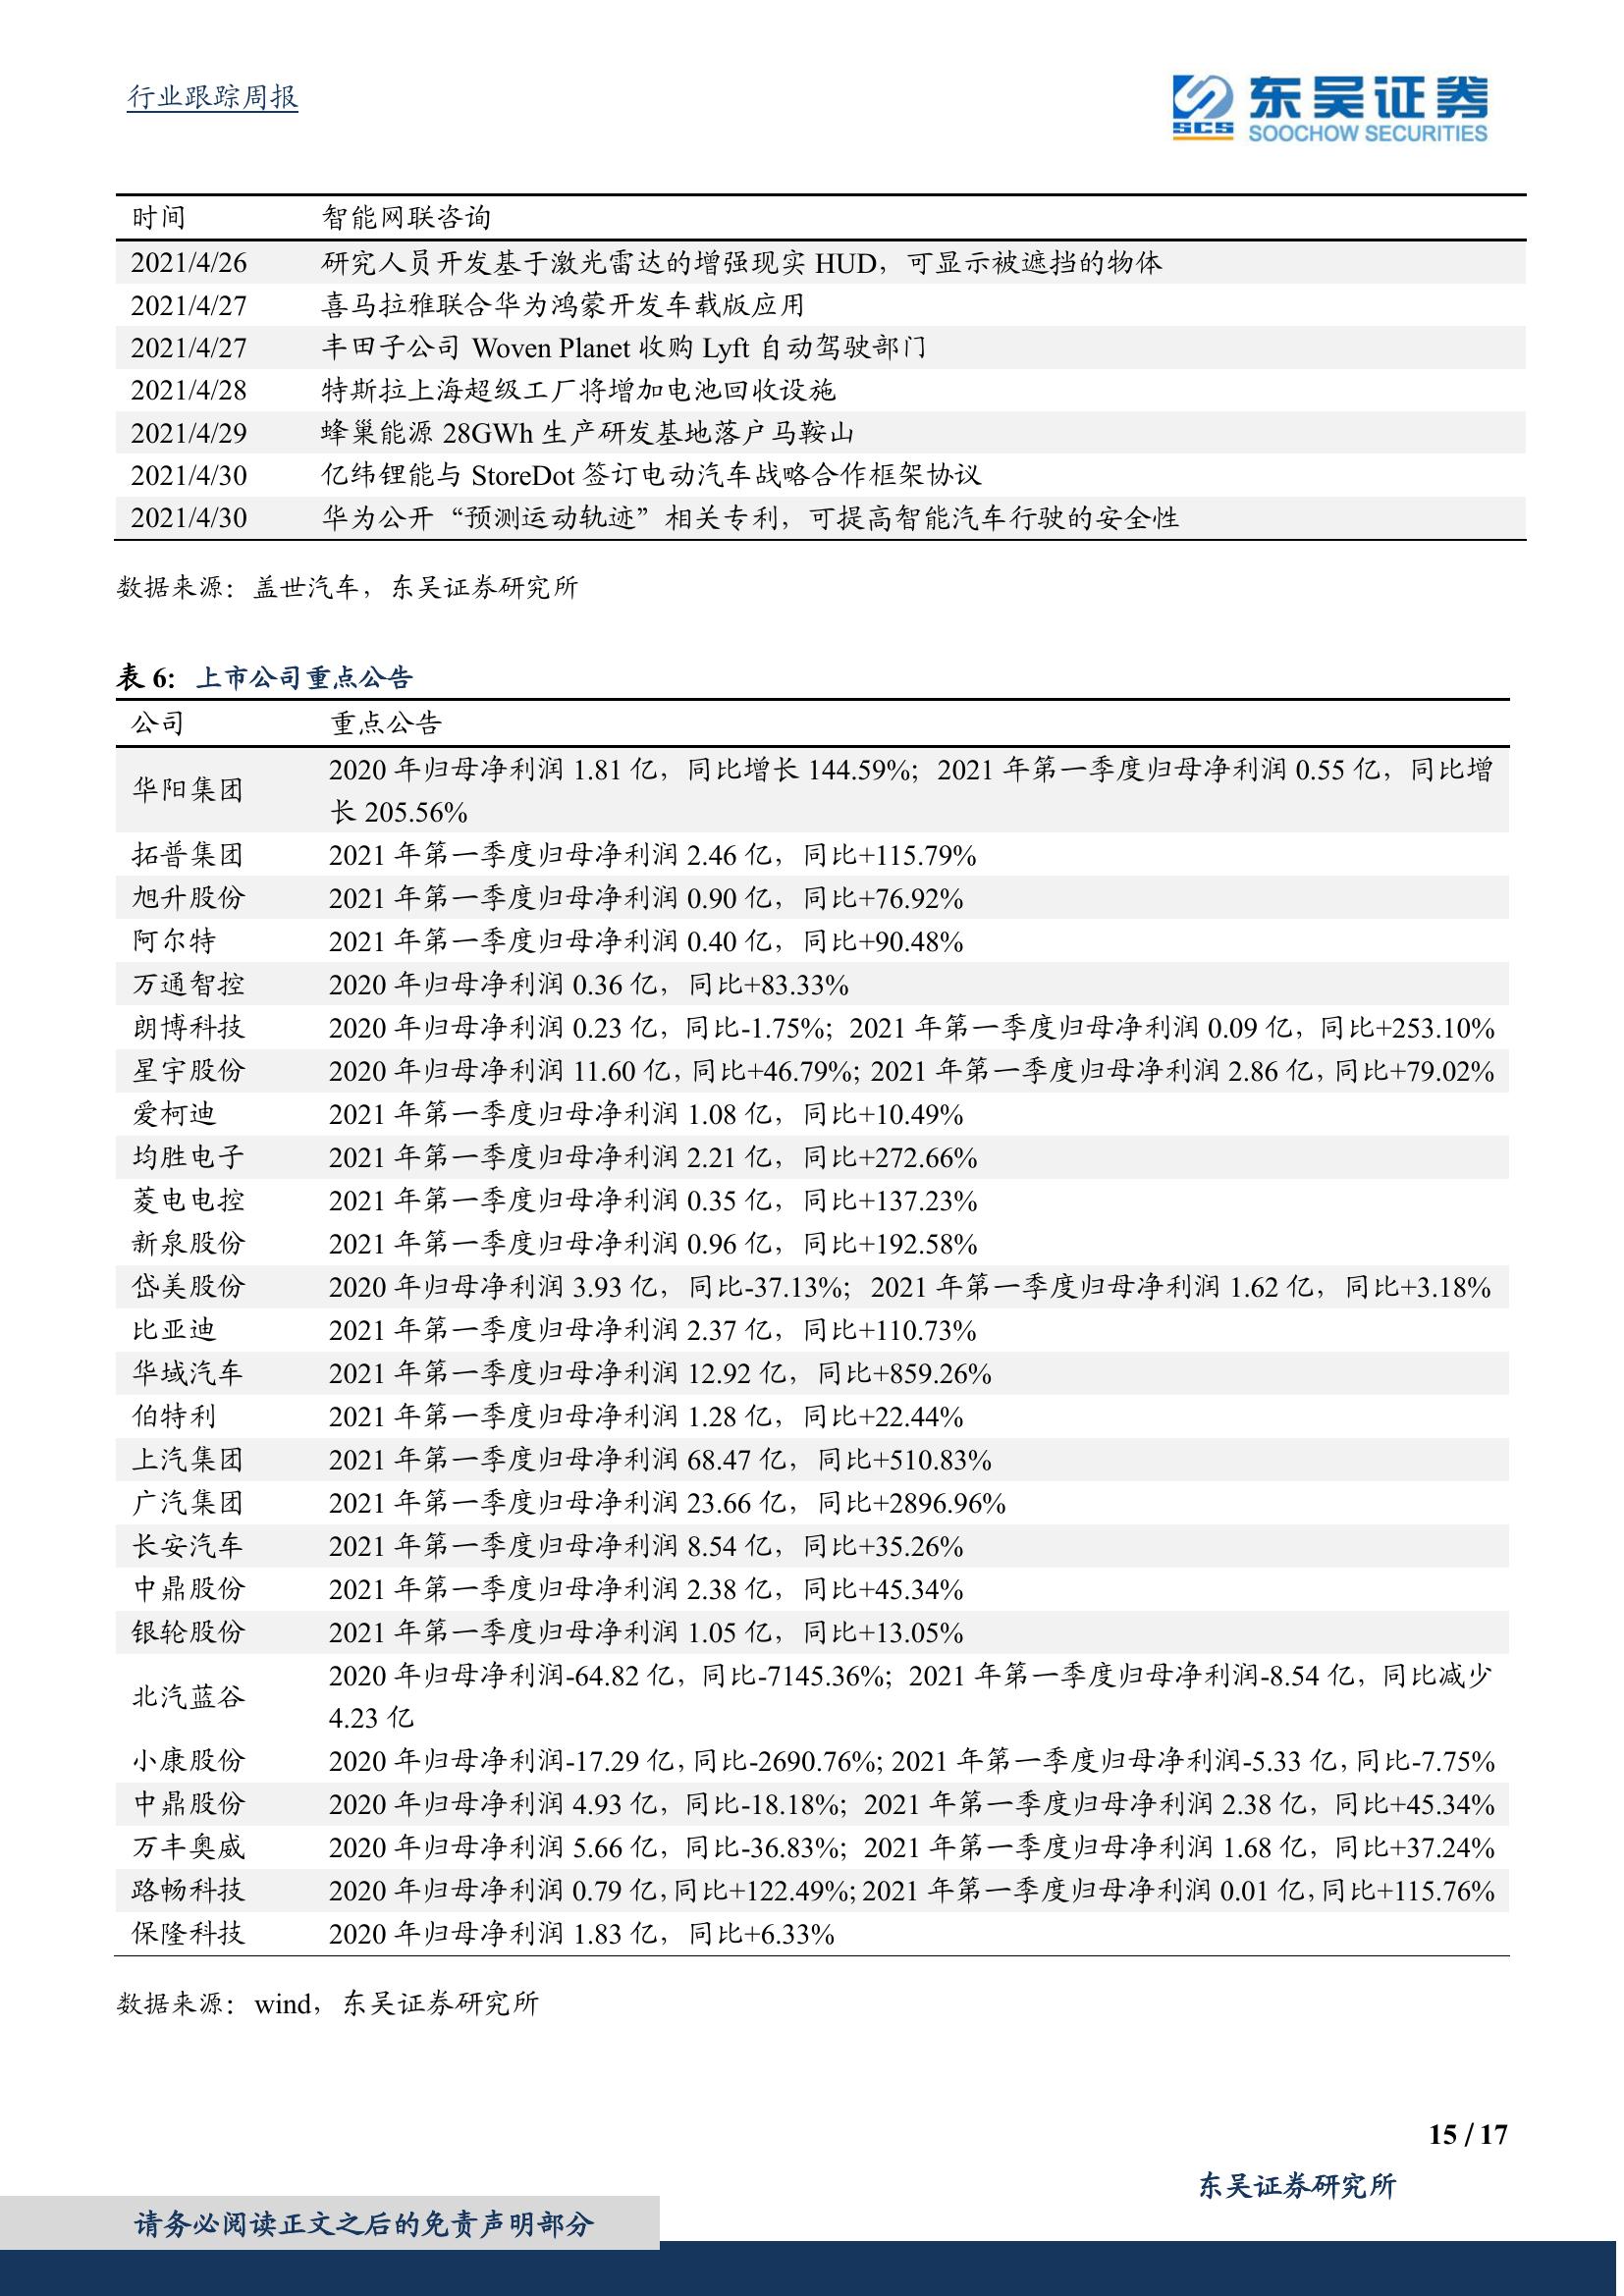 行业跟踪周报
东吴证券
SCS
SOOCHOW SECURITIES
时间 智能网联咨询
2021/4/26 研究人员开发基于激光雷达的增强现实 HUD，可显示被遮挡的物体
2021/4/27 喜马拉雅联合华为鸿蒙开发车载版应用
2021/4/27 丰田子公司 Woven Planet 收购 Lyft 自动驾驶部门
2021/4/28 特斯拉上海超级工厂将增加电池回收设施
2021/4/29 蜂巢能源 28GWh 生产研发基地落户马鞍山
2021/4/30 亿纬锂能与 StoreDot 签订电动汽车战略合作框架协议
2021/4/30 华为公开“预测运动轨迹”相关专利，可提高智能汽车行驶的安全性
数据来源：盖世汽车，东吴证券研究所
表 6：上市公司重点公告
公司 重点公告
华阳集团 2020 年归母净利润 1.81 亿，同比增长 144.59%；2021 年第一季度归母净利润 0.55 亿，同比增
长 205.56%
拓普集团 2021 年第一季度归母净利润 2.46 亿，同比+115.79%
旭升股份 2021 年第一季度归母净利润 0.90 亿，同比+76.92%
阿尔特 2021 年第一季度归母净利润 0.40 亿，同比+90.48%
万通智控 2020 年归母净利润 0.36 亿，同比+83.33%
朗博科技 2020 年归母净利润 0.23 亿，同比-1.75%；2021 年第一季度归母净利润 0.09 亿，同比+253.10%
星宇股份 2020 年归母净利润 11.60 亿，同比+46.79%；2021 年第一季度归母净利润 2.86 亿，同比+79.02%
爱柯迪 2021 年第一季度归母净利润 1.08 亿，同比+10.49%
均胜电子 2021 年第一季度归母净利润 2.21 亿，同比+272.66%
菱电电控 2021 年第一季度归母净利润 0.35 亿，同比+137.23%
新泉股份 2021 年第一季度归母净利润 0.96 亿，同比+192.58%
岱美股份 2020 年归母净利润 3.93 亿，同比-37.13%；2021 年第一季度归母净利润 1.62 亿，同比+3.18%
比亚迪 2021 年第一季度归母净利润 2.37 亿，同比+110.73%
华域汽车 2021 年第一季度归母净利润 12.92 亿，同比+859.26%
伯特利 2021 年第一季度归母净利润 1.28 亿，同比+22.44%
上汽集团 2021 年第一季度归母净利润 68.47 亿，同比+510.83%
广汽集团 2021 年第一季度归母净利润 23.66 亿，同比+2896.96%
长安汽车 2021 年第一季度归母净利润 8.54 亿，同比+35.26%
中鼎股份 2021 年第一季度归母净利润 2.38 亿，同比+45.34%
银轮股份 2021 年第一季度归母净利润 1.05 亿，同比+13.05%
北汽蓝谷 2020 年归母净利润-64.82 亿，同比-7145.36%；2021 年第一季度归母净利润-8.54 亿，同比减少
4.23 亿
小康股份 2020 年归母净利润-17.29 亿，同比-2690.76%；2021 年第一季度归母净利润-5.33 亿，同比-7.75%
中鼎股份 2020 年归母净利润 4.93 亿，同比-18.18%；2021 年第一季度归母净利润 2.38 亿，同比+45.34%
万丰奥威 2020 年归母净利润 5.66 亿，同比-36.83%；2021 年第一季度归母净利润 1.68 亿，同比+37.24%
路畅科技 2020 年归母净利润 0.79 亿，同比+122.49%；2021 年第一季度归母净利润 0.01 亿，同比+115.76%
保隆科技 2020 年归母净利润 1.83 亿，同比+6.33%
数据来源：wind，东吴证券研究所
15 / 17
东吴证券研究所
请务必阅读正文之后的免责声明部分